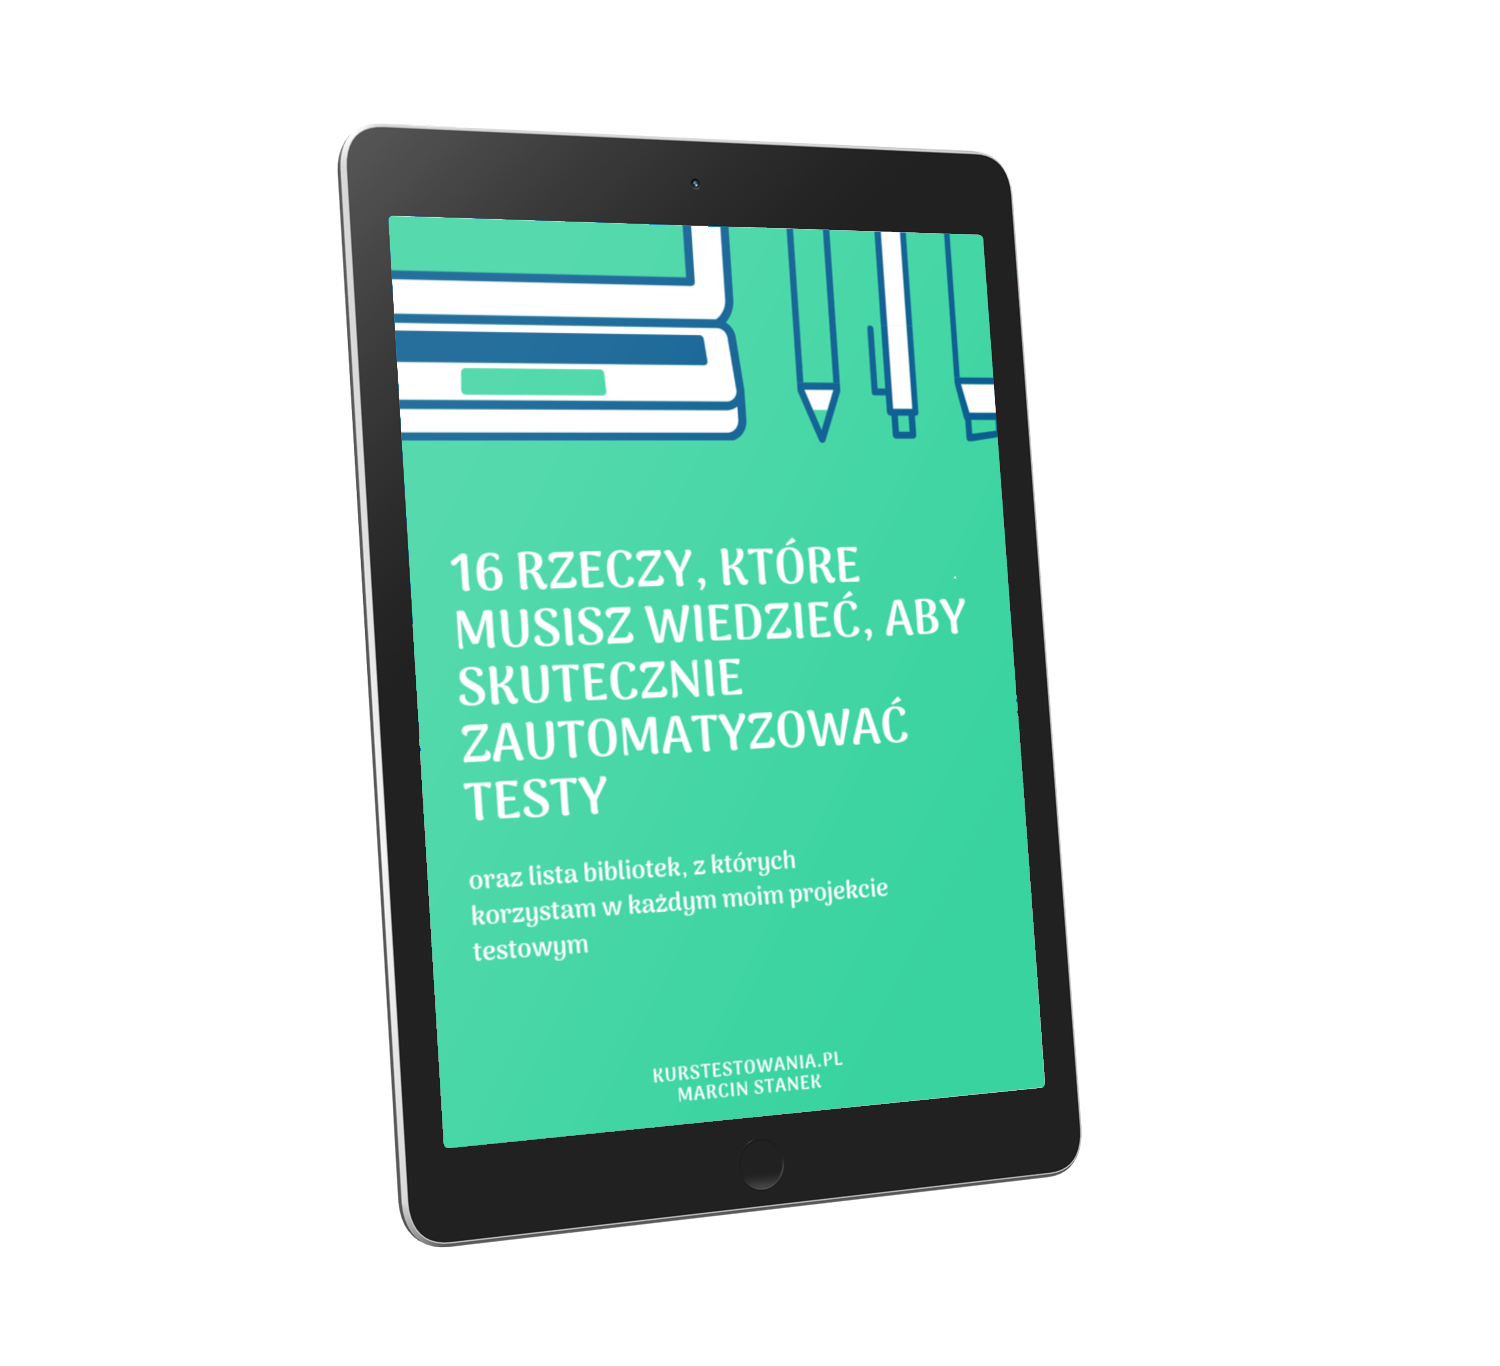 16 RZECZY, KTÓRE
MUSISZ WIEDZIEĆ, ABY
SKUTECZNIE
ZAUTOMATYZOWAĆ
TESTY
oraz lista bibliotek, z których
korzystam w każdym moim projekcie
testowym
KURSTESTOWANIA.PL
MARCIN STANEK